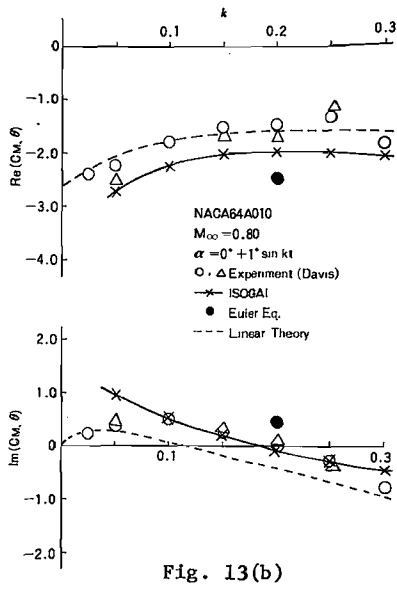 k
0 0.1 0.2 0.3
0
-1.0
-2.0
-3.0
-4.0
Re(CM, θ)
NACA64A010
M∞ =0.80
α =0°+1°sin kt
○ , △ Experiment (Davis)
ISOGAI
● Euler Eq.
Linear Theory
2.0
1.0
0
-1.0
-2.0
Im(CM, θ)
0.1 0.2 0.3
Fig. 13(b)